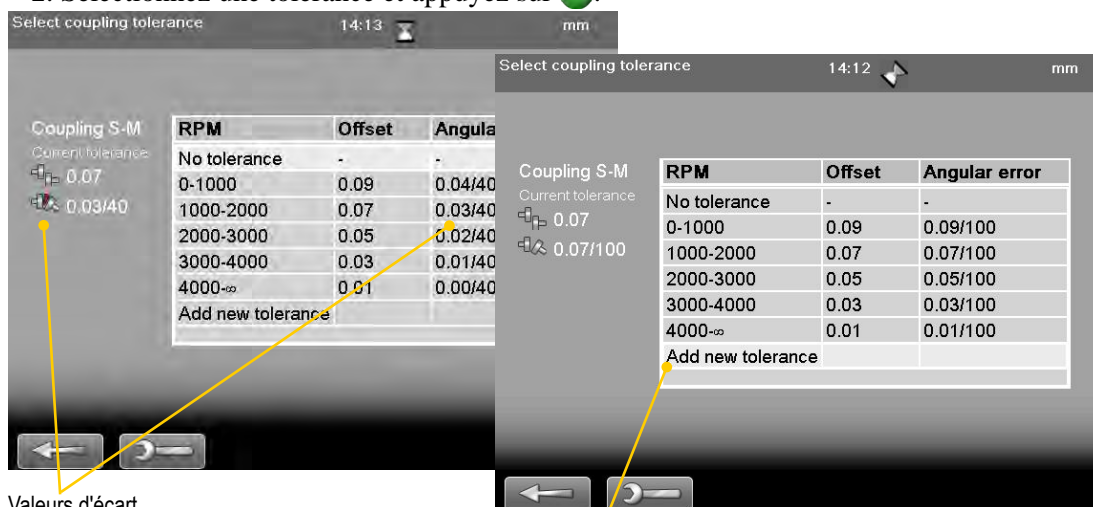 2. Sélectionnez une tolérance et appuyez sur
Select coupling tolerance 14:13 mm
Coupling S-M
Current tolerance
0.07
0.03/40
RPM Offset Angula
No tolerance - -
0-1000 0.09 0.04/40
1000-2000 0.07 0.03/40
2000-3000 0.05 0.02/40
3000-4000 0.03 0.01/40
4000-∞ 0.01 0.00/40
Add new tolerance
Valeurs d'écart
Select coupling tolerance 14:12 mm
Coupling S-M
Current tolerance
0.07
0.07/100
RPM Offset Angular error
No tolerance - -
0-1000 0.09 0.09/100
1000-2000 0.07 0.07/100
2000-3000 0.05 0.05/100
3000-4000 0.03 0.03/100
4000-∞ 0.01 0.01/100
Add new tolerance